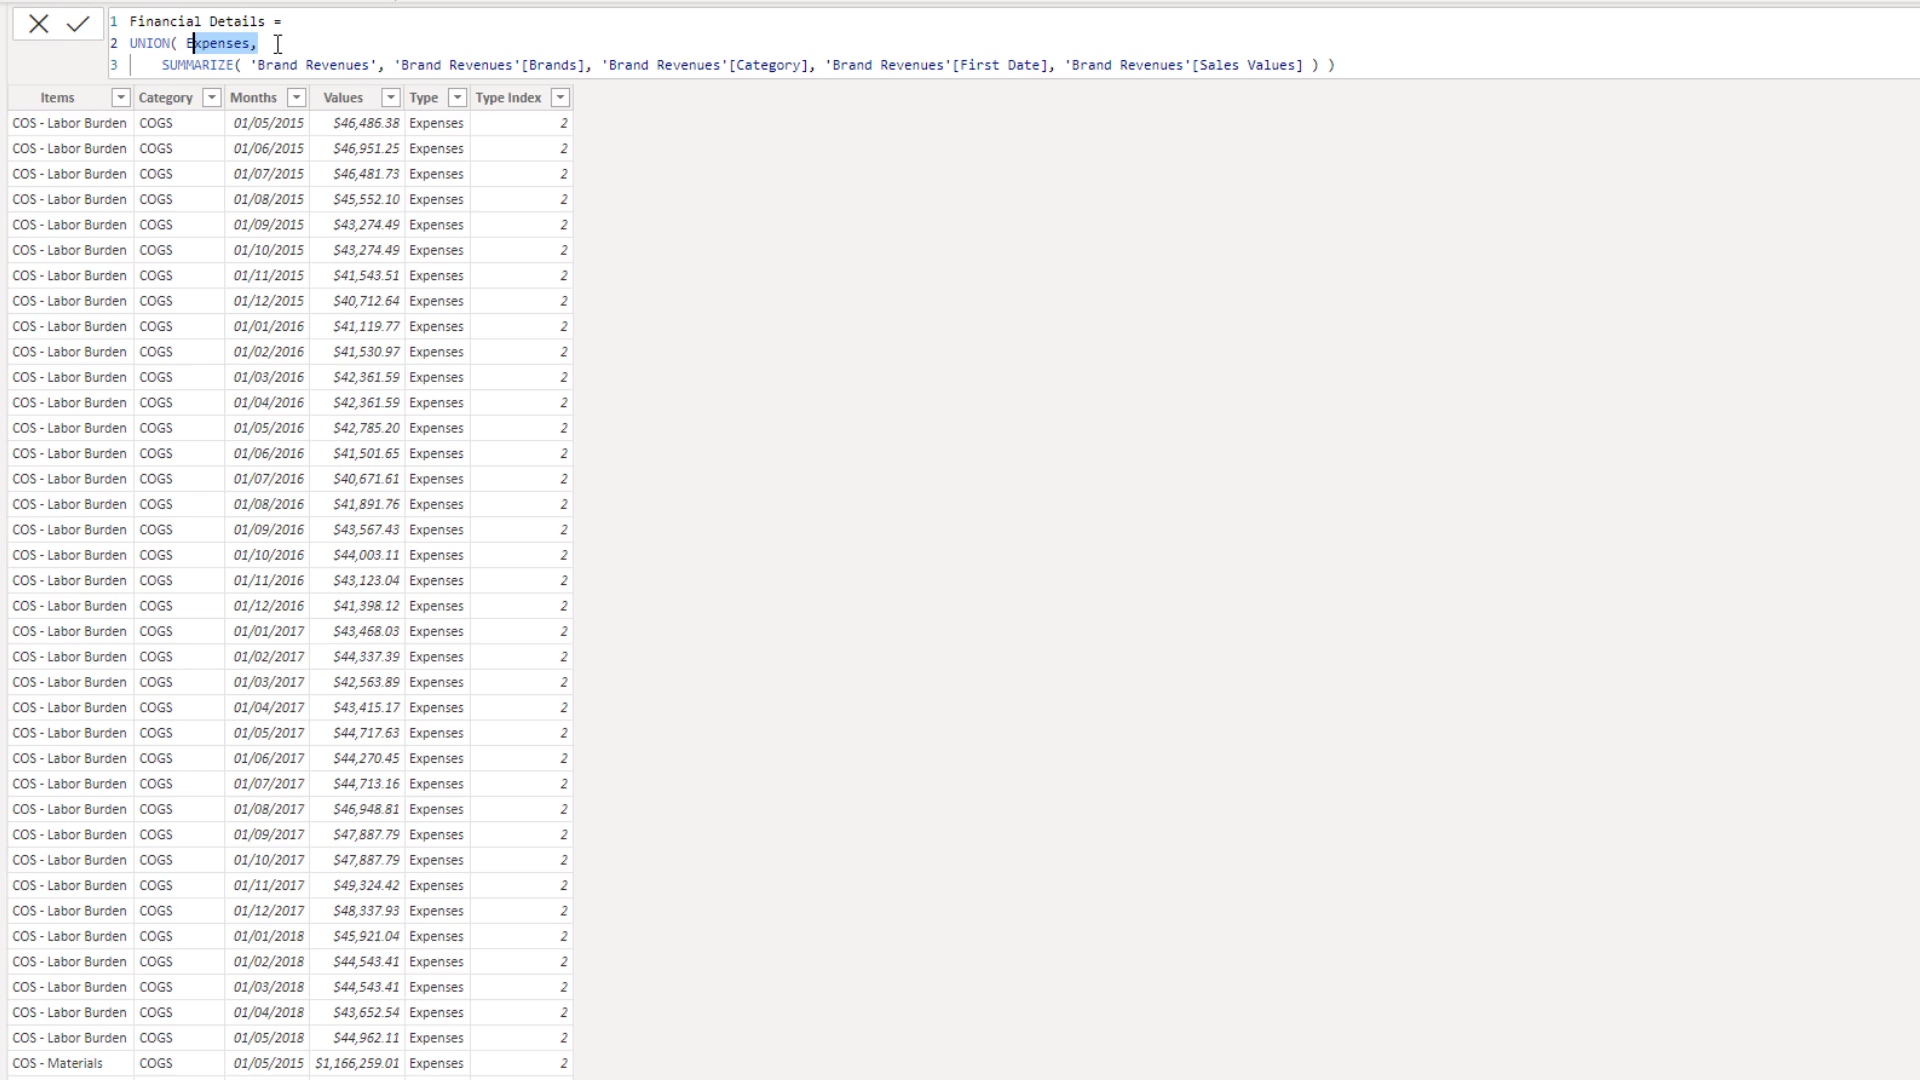 1 Financial Details =
2 UNION( Expenses,
3 SUMMARIZE( 'Brand Revenues', 'Brand Revenues'[Brands], 'Brand Revenues'[Category], 'Brand Revenues'[First Date], 'Brand Revenues'[Sales Values] ) )
Items Category Months Values Type Type Index
COS - Labor Burden COGS 01/05/2015 $46,486.38 Expenses 2
COS - Labor Burden COGS 01/06/2015 $46,951.25 Expenses 2
COS - Labor Burden COGS 01/07/2015 $46,481.73 Expenses 2
COS - Labor Burden COGS 01/08/2015 $45,552.10 Expenses 2
COS - Labor Burden COGS 01/09/2015 $43,274.49 Expenses 2
COS - Labor Burden COGS 01/10/2015 $43,274.49 Expenses 2
COS - Labor Burden COGS 01/11/2015 $41,543.51 Expenses 2
COS - Labor Burden COGS 01/12/2015 $40,712.64 Expenses 2
COS - Labor Burden COGS 01/01/2016 $41,119.77 Expenses 2
COS - Labor Burden COGS 01/02/2016 $41,530.97 Expenses 2
COS - Labor Burden COGS 01/03/2016 $42,361.59 Expenses 2
COS - Labor Burden COGS 01/04/2016 $42,361.59 Expenses 2
COS - Labor Burden COGS 01/05/2016 $42,785.20 Expenses 2
COS - Labor Burden COGS 01/06/2016 $41,501.65 Expenses 2
COS - Labor Burden COGS 01/07/2016 $40,671.61 Expenses 2
COS - Labor Burden COGS 01/08/2016 $41,891.76 Expenses 2
COS - Labor Burden COGS 01/09/2016 $43,567.43 Expenses 2
COS - Labor Burden COGS 01/10/2016 $44,003.11 Expenses 2
COS - Labor Burden COGS 01/11/2016 $43,123.04 Expenses 2
COS - Labor Burden COGS 01/12/2016 $41,398.12 Expenses 2
COS - Labor Burden COGS 01/01/2017 $43,468.03 Expenses 2
COS - Labor Burden COGS 01/02/2017 $44,337.39 Expenses 2
COS - Labor Burden COGS 01/03/2017 $42,563.89 Expenses 2
COS - Labor Burden COGS 01/04/2017 $43,415.17 Expenses 2
COS - Labor Burden COGS 01/05/2017 $44,717.63 Expenses 2
COS - Labor Burden COGS 01/06/2017 $44,270.45 Expenses 2
COS - Labor Burden COGS 01/07/2017 $44,713.16 Expenses 2
COS - Labor Burden COGS 01/08/2017 $46,948.81 Expenses 2
COS - Labor Burden COGS 01/09/2017 $47,887.79 Expenses 2
COS - Labor Burden COGS 01/10/2017 $47,887.79 Expenses 2
COS - Labor Burden COGS 01/11/2017 $49,324.42 Expenses 2
COS - Labor Burden COGS 01/12/2017 $48,337.93 Expenses 2
COS - Labor Burden COGS 01/01/2018 $45,921.04 Expenses 2
COS - Labor Burden COGS 01/02/2018 $44,543.41 Expenses 2
COS - Labor Burden COGS 01/03/2018 $44,543.41 Expenses 2
COS - Labor Burden COGS 01/04/2018 $43,652.54 Expenses 2
COS - Labor Burden COGS 01/05/2018 $44,962.11 Expenses 2
COS - Materials COGS 01/05/2015 $1,166,259.01 Expenses 2